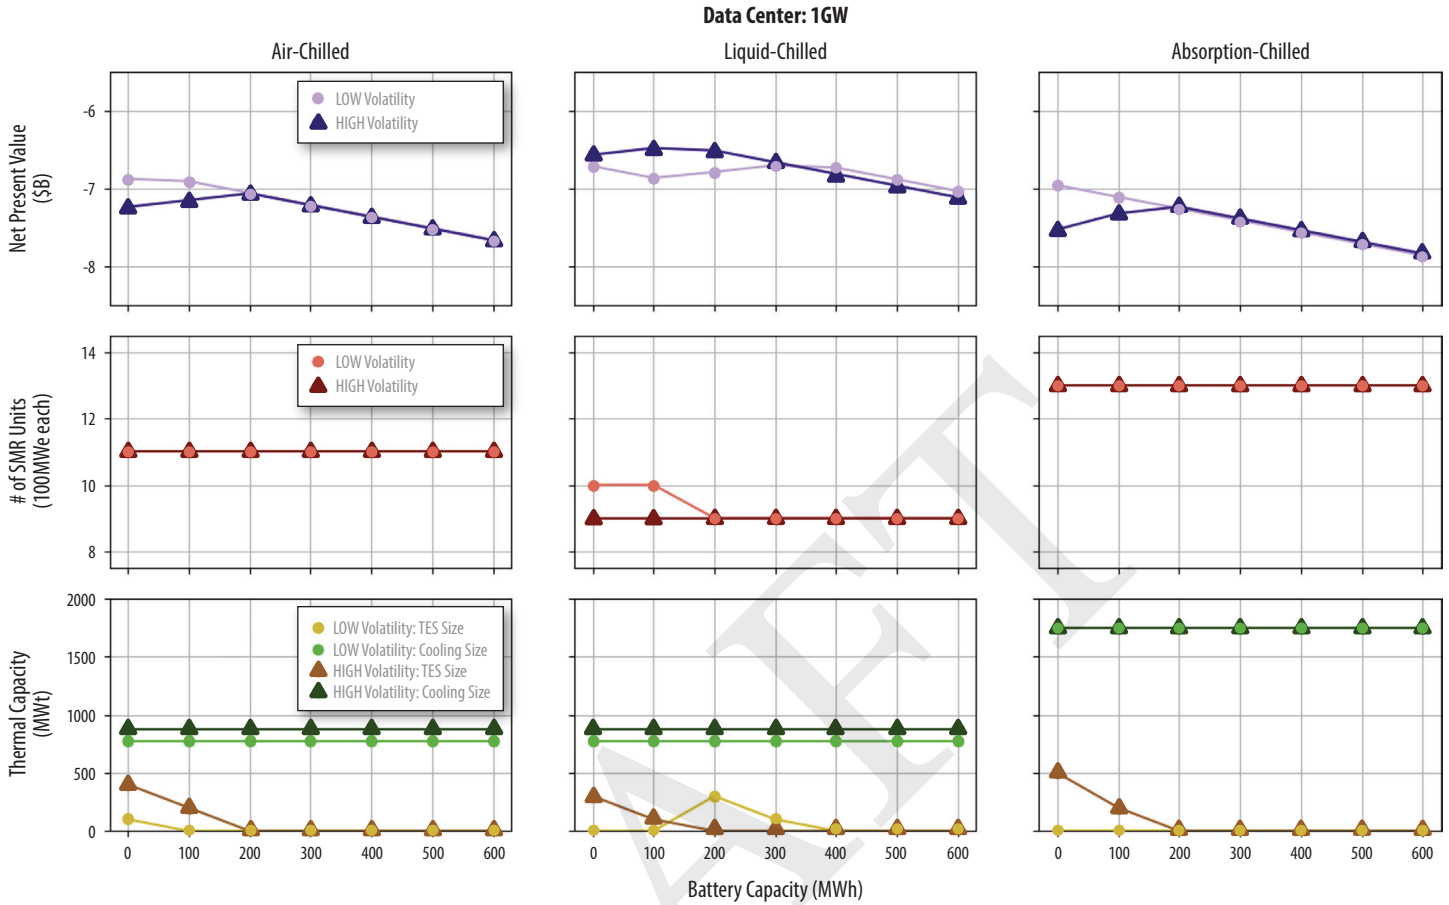 Data Center: 1GW
Air-Chilled
Liquid-Chilled
Absorption-Chilled
Net Present Value
($B)
-6
-7
-8
LOW Volatility
HIGH Volatility
# of SMR Units
(100MWe each)
14
12
10
8
LOW Volatility
HIGH Volatility
Thermal Capacity
(MWt)
2000
1500
1000
500
0
LOW Volatility: TES Size
LOW Volatility: Cooling Size
HIGH Volatility: TES Size
HIGH Volatility: Cooling Size
0 100 200 300 400 500 600
0 100 200 300 400 500 600
0 100 200 300 400 500 600
Battery Capacity (MWh)
AFT